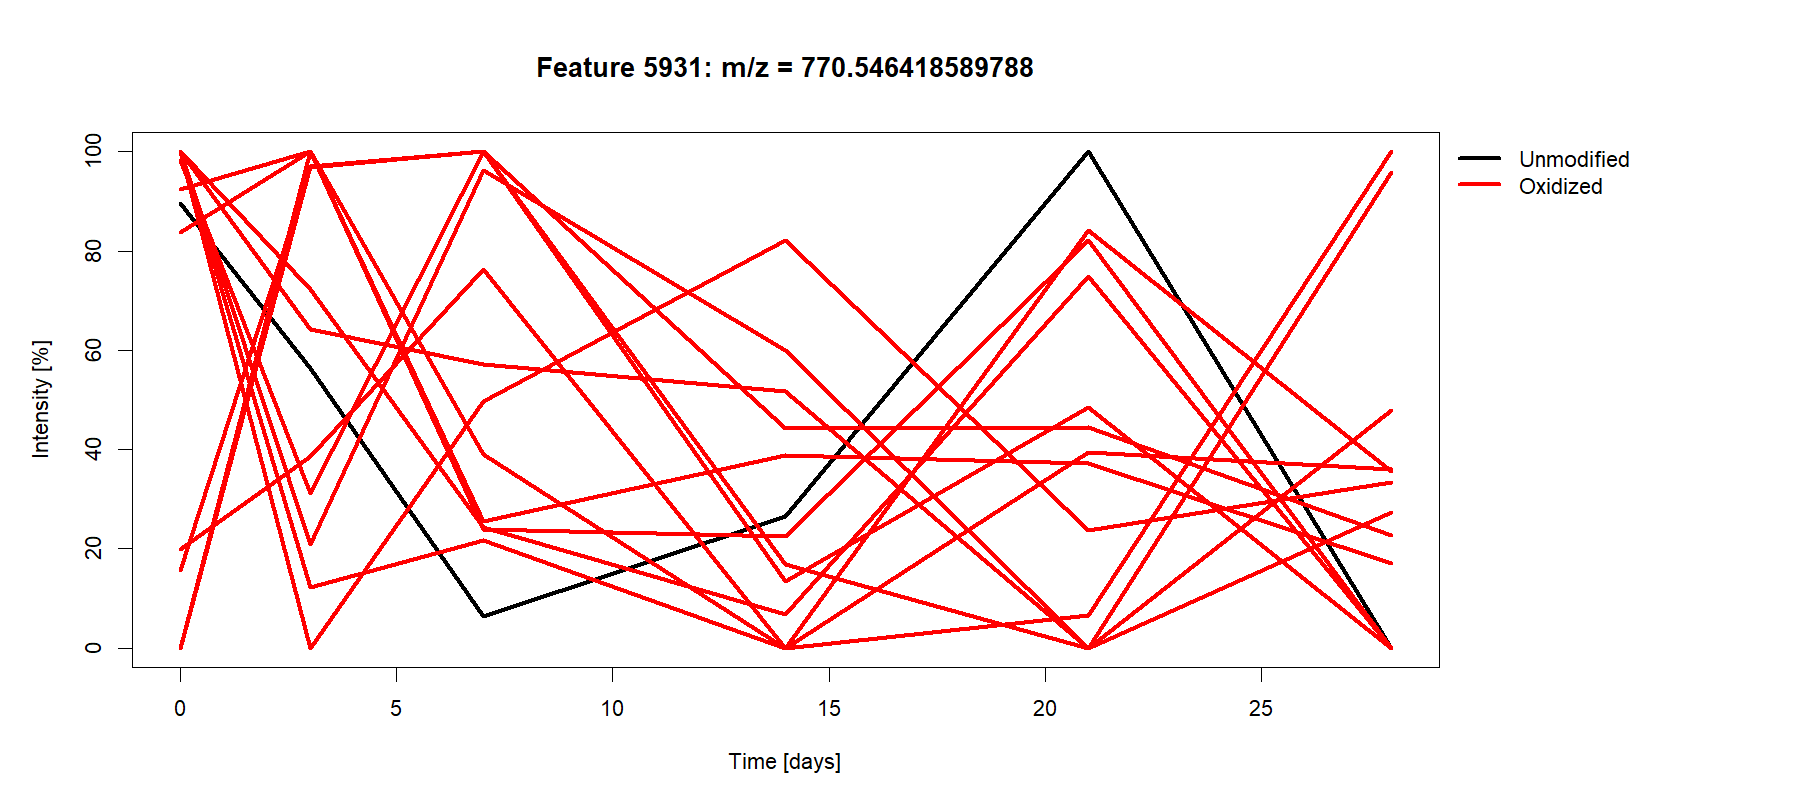 Feature 5931: m/z = 770.546418589788
Unmodified
Oxidized
Intensity [%]
100
80
60
40
20
0
0 5 10 15 20 25
Time [days]